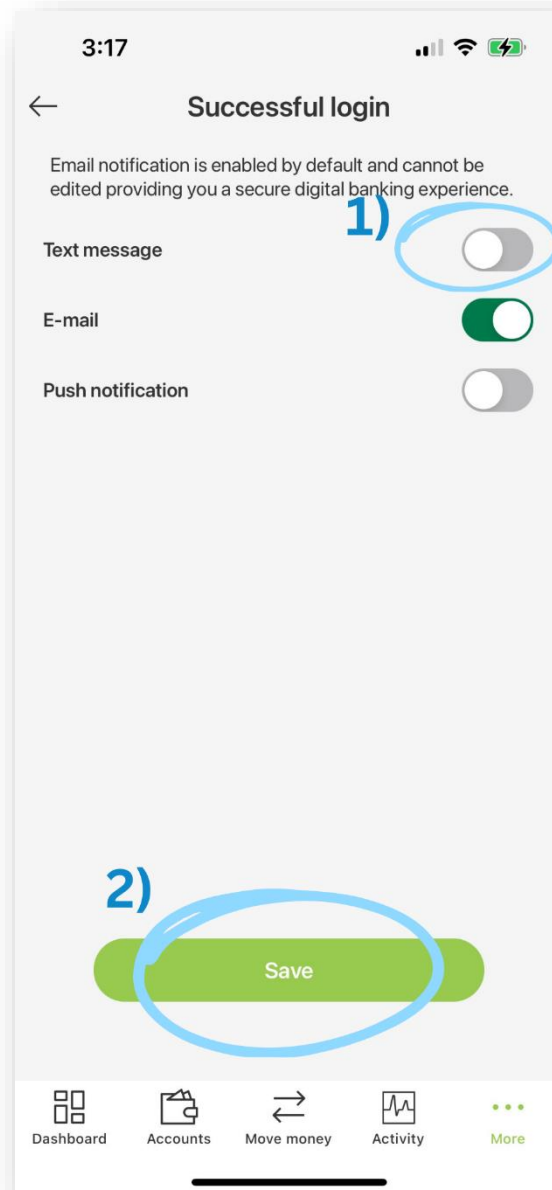 3:17
Successful login
Email notification is enabled by default and cannot be
edited providing you a secure digital banking experience.
1)
Text message
E-mail
Push notification
2)
Save
Dashboard Accounts Move money Activity More